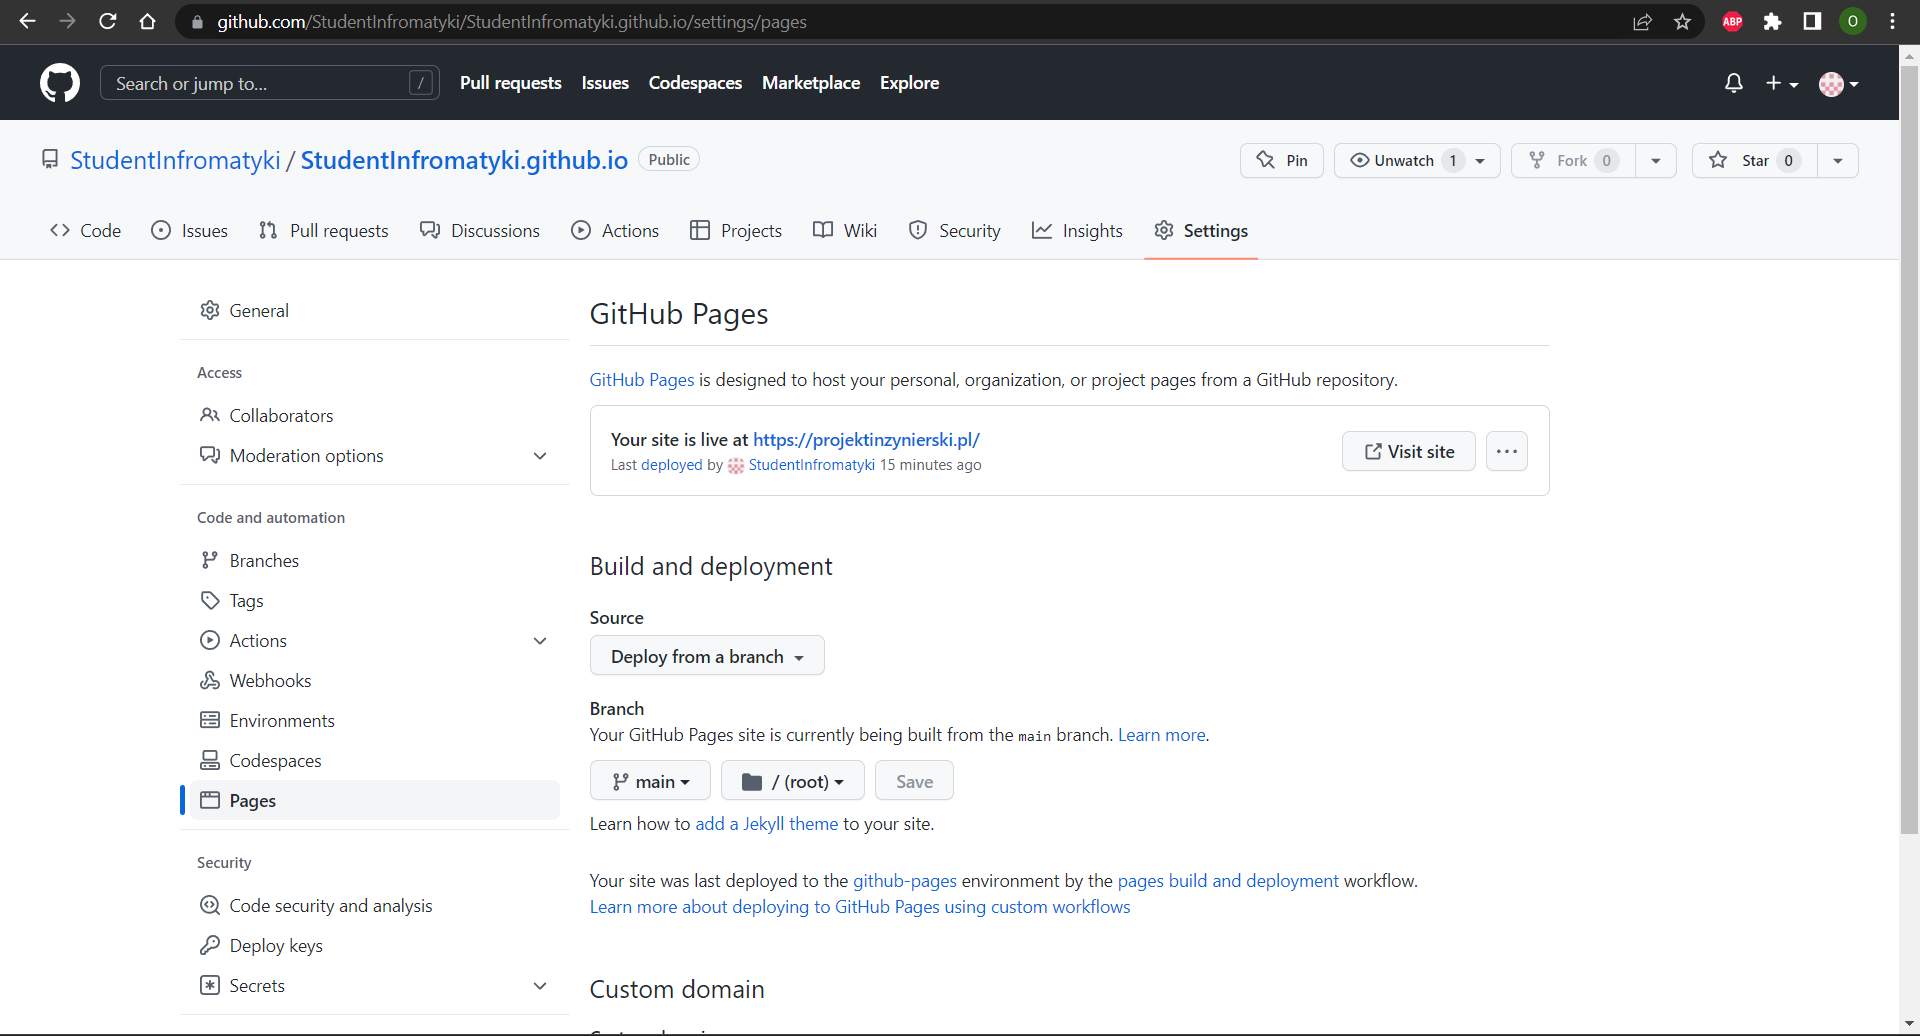 github.com/StudentInfromatyki/StudentInfromatyki.github.io/settings/pages
ABP
O
Search or jump to...
/
Pull requests
Issues
Codespaces
Marketplace
Explore
StudentInfromatyki / StudentInfromatyki.github.io
Public
Pin
Unwatch 1
Fork 0
Star 0
Code
Issues
Pull requests
Discussions
Actions
Projects
Wiki
Security
Insights
Settings
General
Access
Collaborators
Moderation options
Code and automation
Branches
Tags
Actions
Webhooks
Environments
Codespaces
Pages
Security
Code security and analysis
Deploy keys
Secrets
GitHub Pages
GitHub Pages is designed to host your personal, organization, or project pages from a GitHub repository.
Your site is live at https://projektinzynierski.pl/
Last deployed by StudentInfromatyki 15 minutes ago
Visit site
Build and deployment
Source
Deploy from a branch
Branch
Your GitHub Pages site is currently being built from the main branch. Learn more.
main
/ (root)
Save
Learn how to add a Jekyll theme to your site.
Your site was last deployed to the github-pages environment by the pages build and deployment workflow.
Learn more about deploying to GitHub Pages using custom workflows
Custom domain